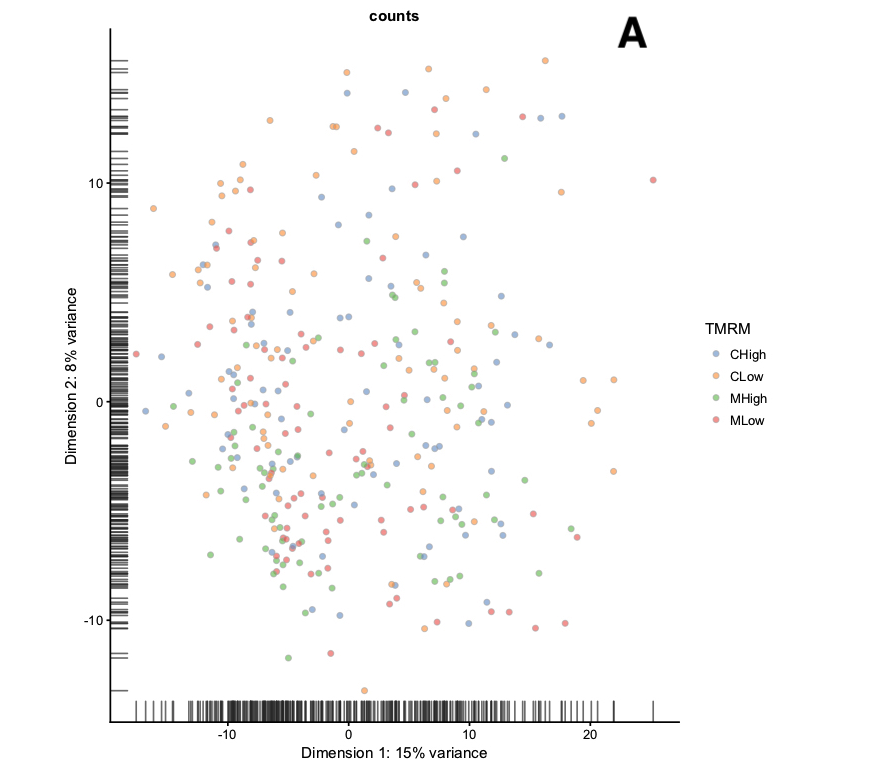 counts
A
10
0
-10
Dimension 2: 8% variance
-10 0 10 20
Dimension 1: 15% variance
TMRM
CHigh
CLow
MHigh
MLow